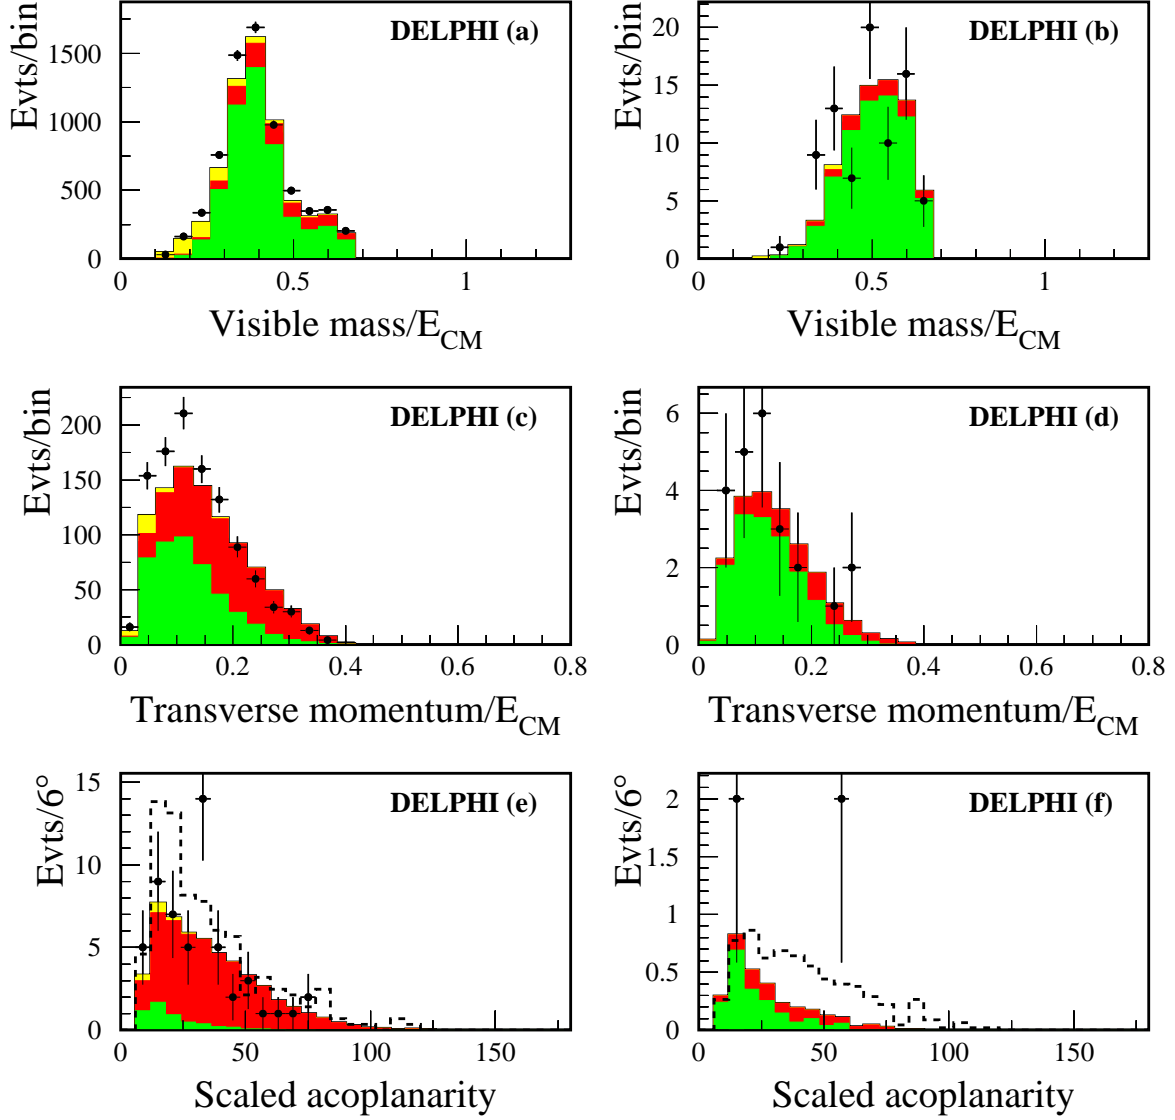 DELPHI (a)
Evts/bin
1500
1000
500
0
0 0.5 1
Visible mass/E_CM
DELPHI (b)
Evts/bin
20
15
10
5
0
0 0.5 1
Visible mass/E_CM
DELPHI (c)
Evts/bin
200
150
100
50
0
0 0.2 0.4 0.6 0.8
Transverse momentum/E_CM
DELPHI (d)
Evts/bin
6
4
2
0
0 0.2 0.4 0.6 0.8
Transverse momentum/E_CM
DELPHI (e)
Evts/6°
15
10
5
0
0 50 100 150
Scaled acoplanarity
DELPHI (f)
Evts/6°
2
1.5
1
0.5
0
0 50 100 150
Scaled acoplanarity